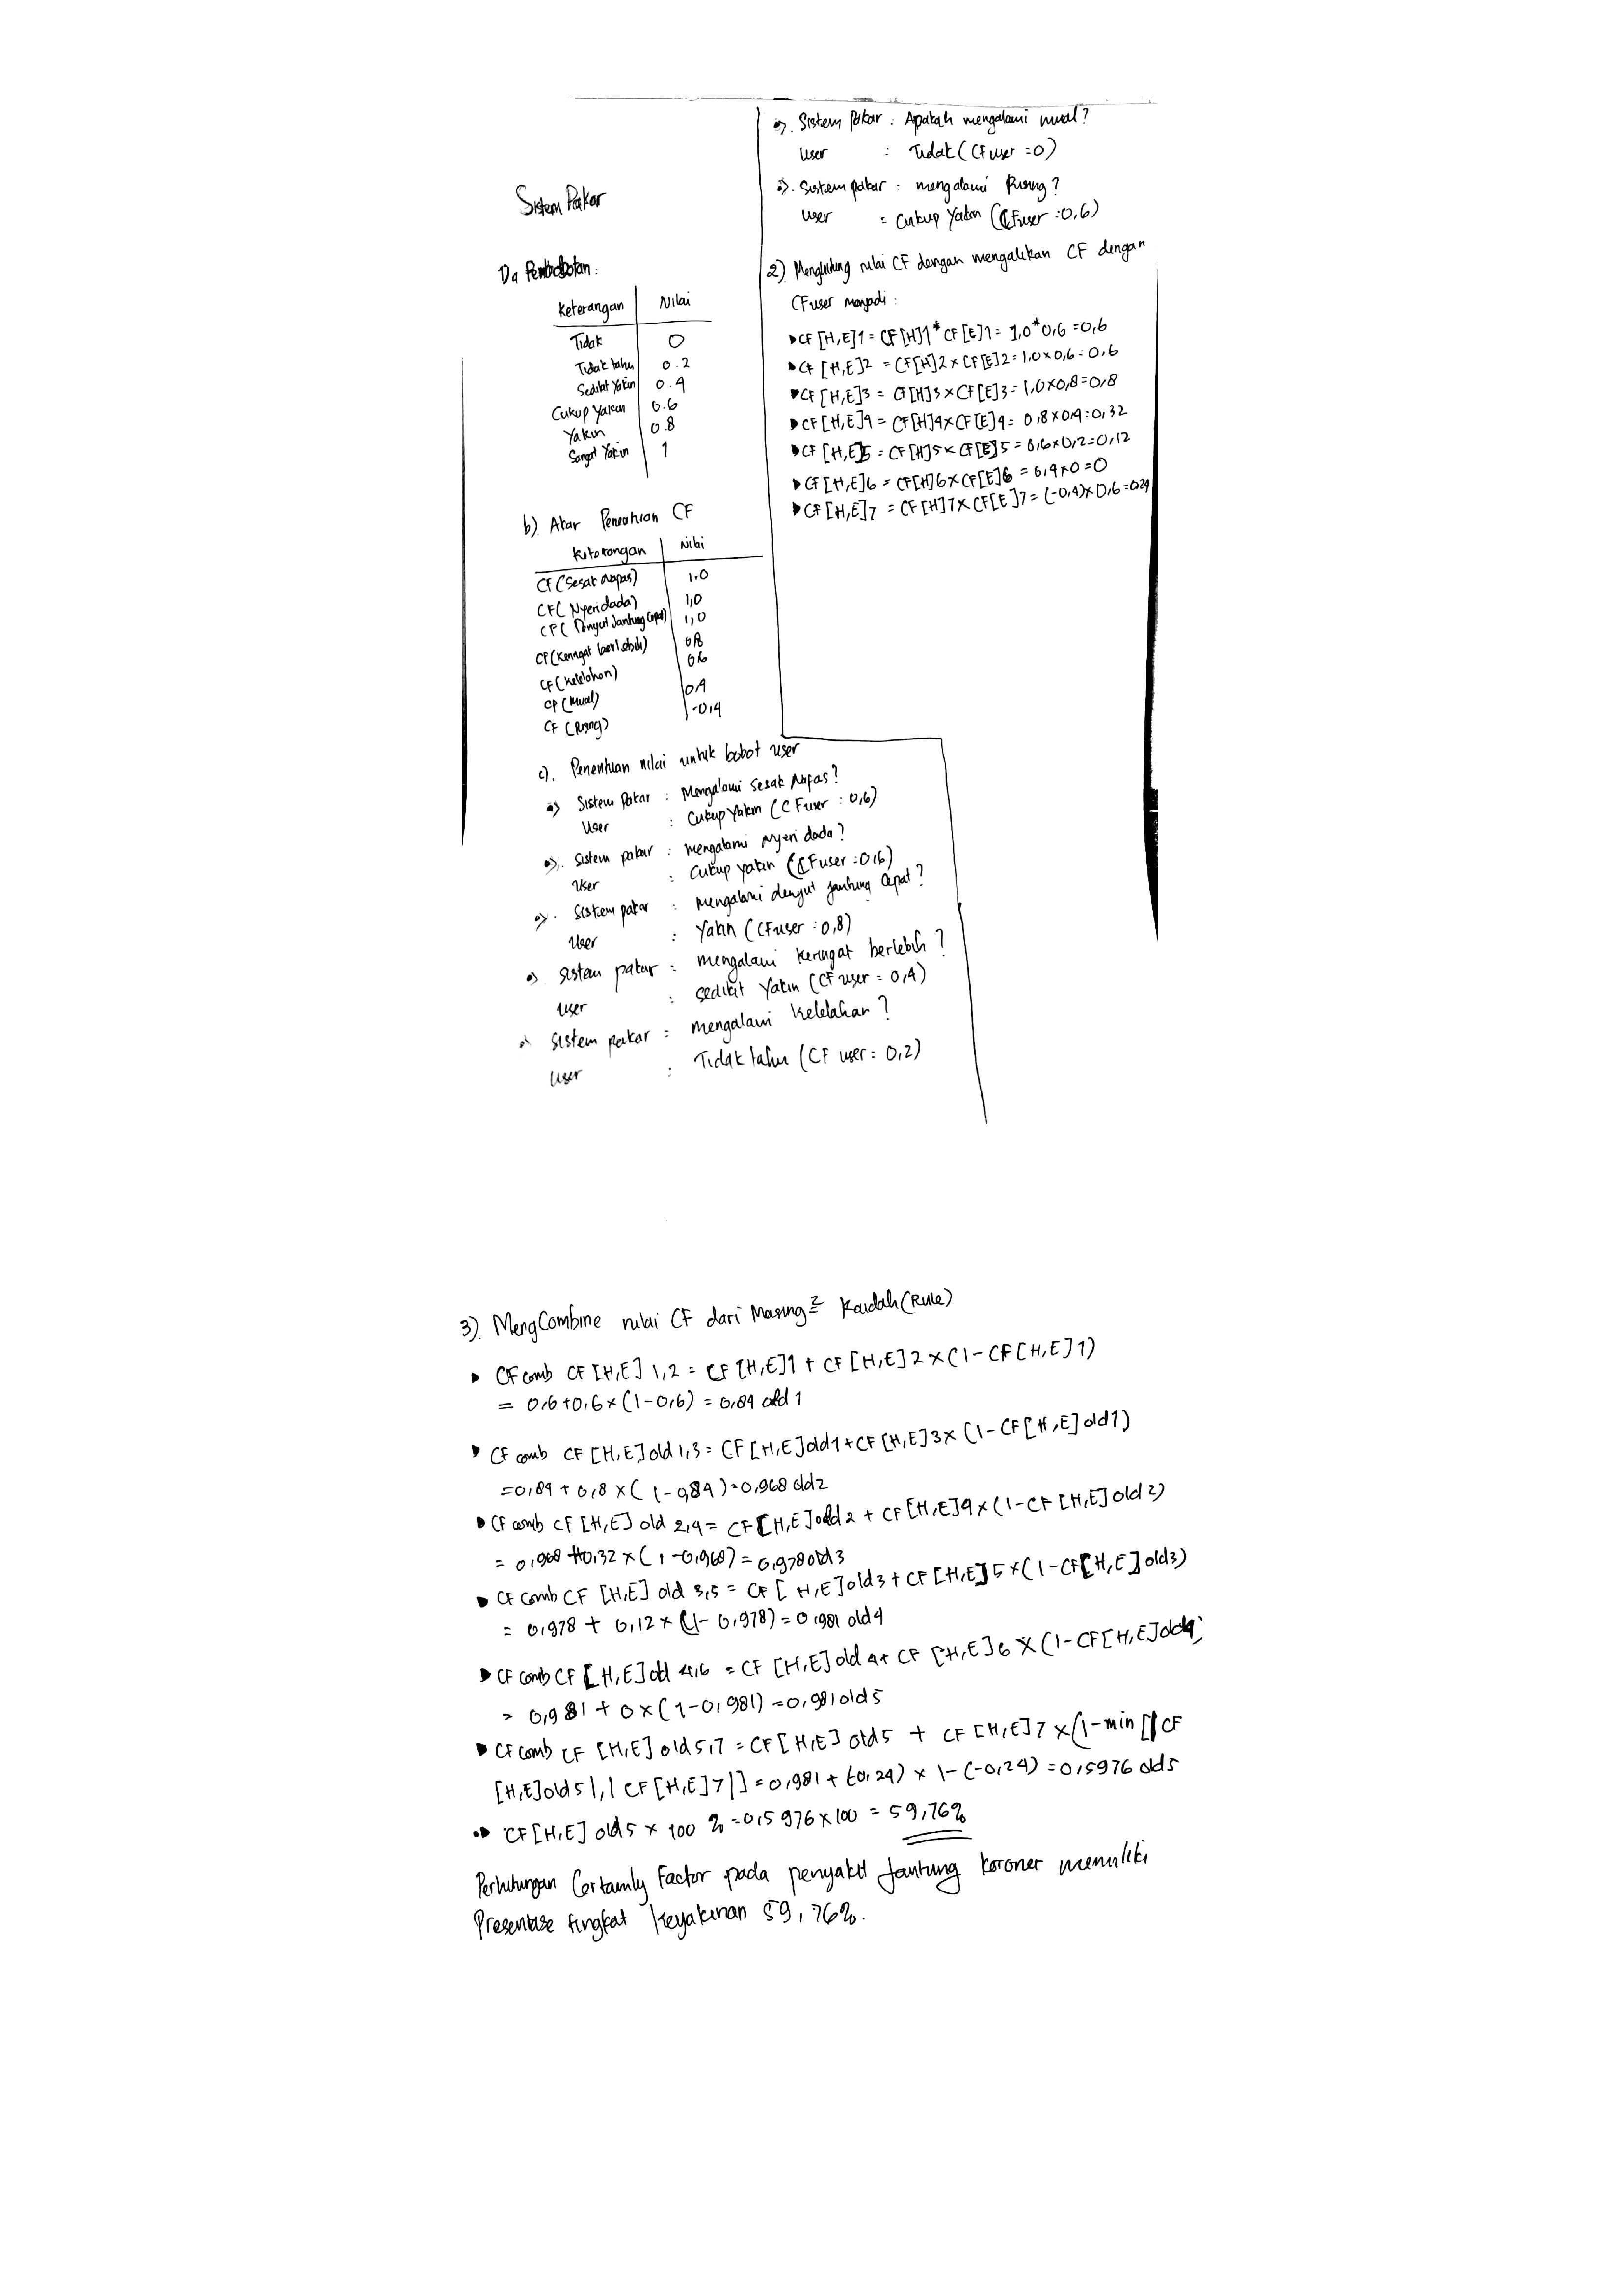 Sistem Pakar
1) a Pembobotan :
Keterangan | Nilai
Tidak | 0
Tidak tahu | 0.2
Sedikit Yakin | 0.4
Cukup Yakin | 0.6
Yakin | 0.8
Sangat Yakin | 1
b) Akar Penentuan CF
Keterangan | Nilai
CF (Sesak Napas) | 1,0
CF ( Nyeri dada) | 1,0
CF ( Denyut Jantung Cepat) | 1,0
CF (Keringat berlebih) | 0,8
CF (Kelelahan) | 0,6
CF (Mual) | 0,4
CF (Pusing) | -0,4
c). Penentuan nilai untuk bobot user
Sistem Pakar : Mengalami Sesak Nafas?
User : Cukup Yakin (CFuser : 0,6)
Sistem pakar : mengalami Nyeri dada?
User : Cukup yakin (CFuser : 0,6)
Sistem pakar : mengalami denyut jantung Cepat ?
User : Yakin (CFuser : 0,8)
Sistem pakar : mengalami Keringat berlebih ?
User : Sedikit Yakin (CF user = 0,4)
Sistem pakar : mengalami Kelelahan ?
User : Tidak tahu (CF user : 0,2)
Sistem Pakar : Apakah mengalami mual?
User : Tidak (CFuser = 0)
Sistem pakar : mengalami Pusing ?
User : Cukup Yakin (CFuser : 0,6)
2) Menghitung nilai CF dengan mengalikan CF dengan
CFuser menjadi :
CF [H,E]1 = CF [H]1 * CF [E]1 = 1,0 * 0,6 = 0,6
CF [H,E]2 = CF[H]2 x CF[E]2 = 1,0 x 0,6 = 0,6
CF [H,E]3 = CF [H]3 x CF[E]3 = 1,0 x 0,8 = 0,8
CF [H,E]4 = CF[H]4 x CF[E]4 = 0,8 x 0,4 = 0,32
CF [H,E]5 = CF[H]5 x CF[E]5 = 0,6 x 0,2 = 0,12
CF [H,E]6 = CF[H]6 x CF[E]6 = 0,4 x 0 = 0
CF [H,E]7 = CF [H]7 x CF[E]7 = (-0,4) x 0,6 = 0,24
3). MengCombine nilai CF dari Masing² Kaidah (Rule)
CF comb CF [H,E] 1,2 = CF [H,E]1 + CF [H,E]2 x (1 - CF [H,E]1)
= 0,6 + 0,6 x (1 - 0,6) = 0,84 old 1
CF comb CF [H,E] old 1,3 = CF [H,E] old1 + CF [H,E]3 x (1 - CF [H,E] old1)
= 0,84 + 0,8 x (1 - 0,84) = 0,968 old2
CF comb CF [H,E] old 2,4 = CF [H,E] old 2 + CF [H,E]4 x (1 - CF [H,E] old 2)
= 0,968 + 0,32 x (1 - 0,968) = 0,978 old3
CF comb CF [H,E] old 3,5 = CF [H,E] old3 + CF [H,E]5 x (1 - CF[H,E] old3)
= 0,978 + 0,12 x (1 - 0,978) = 0,981 old 4
CF comb CF [H,E] old 4,6 = CF [H,E] old 4 + CF [H,E]6 x (1 - CF [H,E] old4)
= 0,981 + 0 x (1 - 0,981) = 0,981 old5
CF comb CF [H,E] old 5,7 = CF [H,E] old5 + CF [H,E]7 x (1 - min [|CF
[H,E] old5|,| CF [H,E]7|] = 0,981 + (-0,24) x 1 - (-0,24) = 0,5976 old5
CF [H,E] old5 x 100 % = 0,5976 x 100 = 59,76%
Perhitungan Certainly Factor pada penyakit Jantung Koroner memiliki
Presentase tingkat Keyakinan 59,76%.